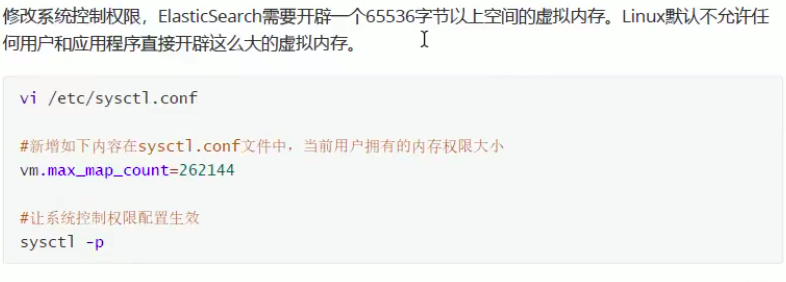 修改系统控制权限，ElasticSearch需要开辟一个65536字节以上空间的虚拟内存。Linux默认不允许任
何用户和应用程序直接开辟这么大的虚拟内存。
vi /etc/sysctl.conf
#新增如下内容在sysctl.conf文件中，当前用户拥有的内存权限大小
vm.max_map_count=262144
#让系统控制权限配置生效
sysctl -p